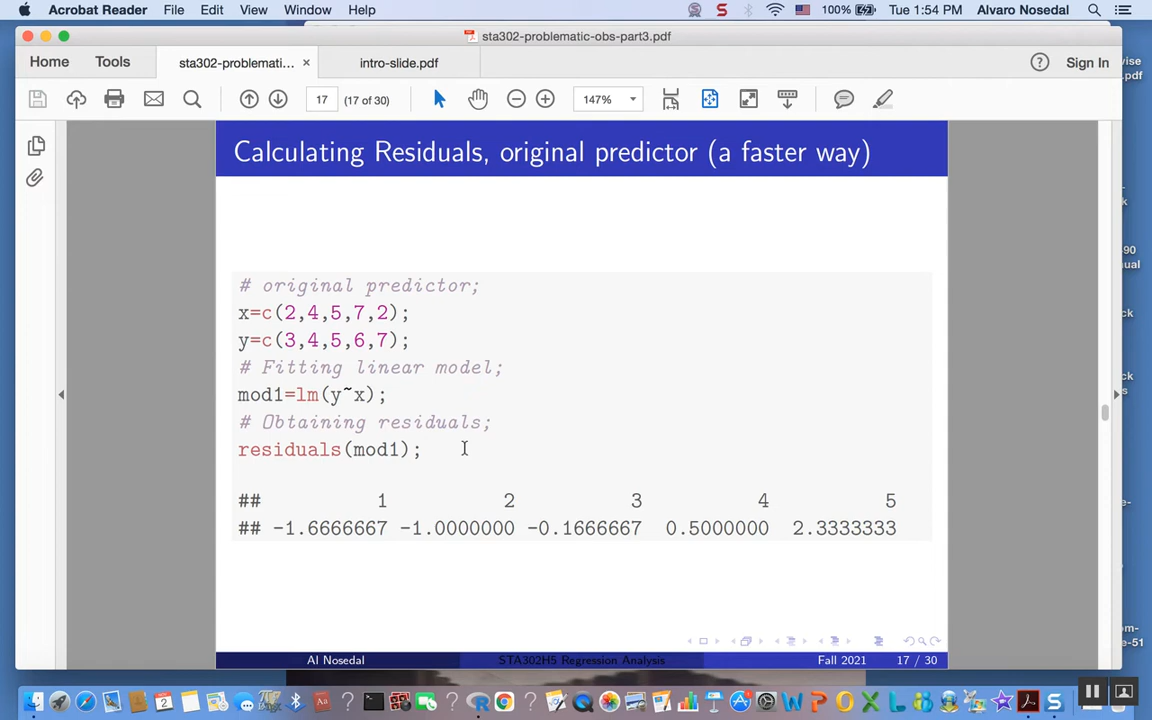 Acrobat Reader File Edit View Window Help 100% Tue 1:54 PM Alvaro Nosedal
sta302-problematic-obs-part3.pdf
Home Tools sta302-problemati... × intro-slide.pdf ? Sign In
17 (17 of 30) 147%
Calculating Residuals, original predictor (a faster way)
# original predictor;
x=c(2,4,5,7,2);
y=c(3,4,5,6,7);
# Fitting linear model;
mod1=lm(y~x);
# Obtaining residuals;
residuals(mod1);
## 1 2 3 4 5
## -1.6666667 -1.0000000 -0.1666667 0.5000000 2.3333333
Al Nosedal STA302H5 Regression Analysis Fall 2021 17 / 30